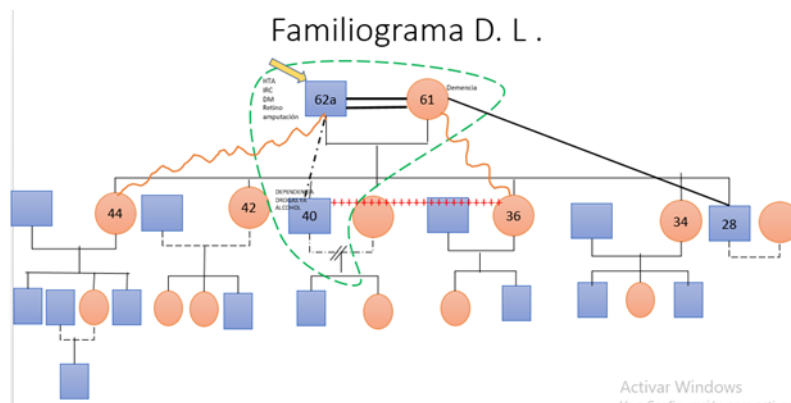 Familiograma D. L .
HTA
IRC
DM
Retino
amputación
62a
61
Demencia
44
42
DEPENDENCIA
DROGAS YA
ALCOHOL
40
36
34
28
Activar Windows